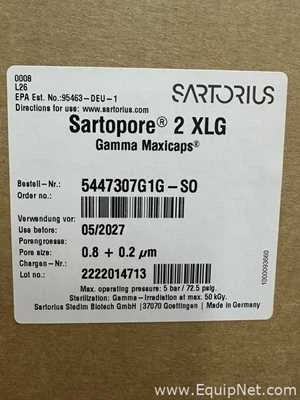 0008
L26
EPA Est. No.:95463-DEU-1
Directions for use: www.sartorius.com
SARTORIUS
Sartopore® 2 XLG
Gamma Maxicaps®
Bestell-Nr.:
Order no.:
5447307G1G-SO
Verwendung vor:
Use before:
05/2027
Porengroesse:
Pore size:
0.8 + 0.2 µm
Chargen-Nr.:
Lot no.:
2222014713
Max. operating pressure: 5 bar / 72.5 psig.
Sterilization: Gamma-Irradiation at max. 50 kGy.
Sartorius Stedim Biotech GmbH |37070 Goettingen | Made in Germany
1000093660
© www.EquipNet.com